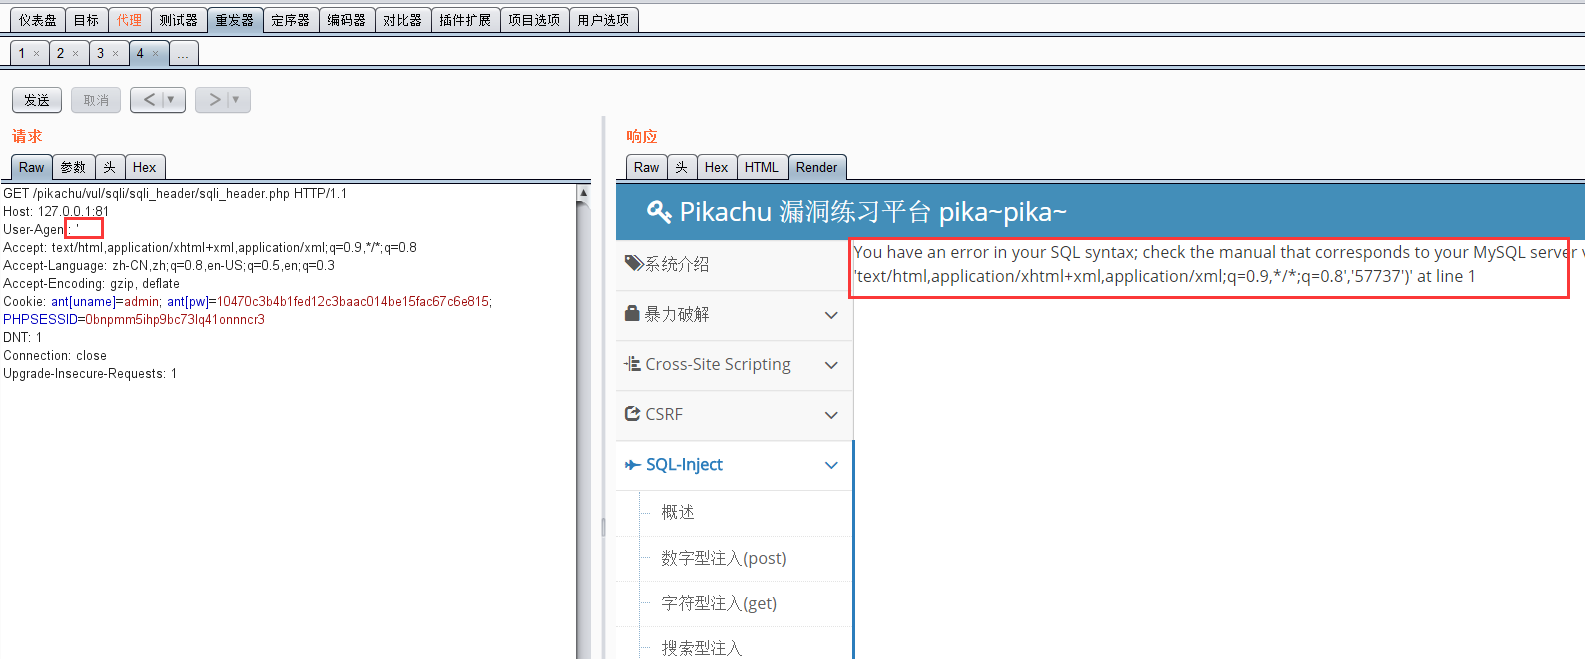 仪表盘 目标 代理 测试器 重发器 定序器 编码器 对比器 插件扩展 项目选项 用户选项
1 × 2 × 3 × 4 × ...
发送 取消 < ▼ > ▼
请求
Raw 参数 头 Hex
GET /pikachu/vul/sqli/sqli_header/sqli_header.php HTTP/1.1
Host: 127.0.0.1:81
User-Agent: '
Accept: text/html,application/xhtml+xml,application/xml;q=0.9,*/*;q=0.8
Accept-Language: zh-CN,zh;q=0.8,en-US;q=0.5,en;q=0.3
Accept-Encoding: gzip, deflate
Cookie: ant[uname]=admin; ant[pw]=10470c3b4b1fed12c3baac014be15fac67c6e815;
PHPSESSID=0bnpmm5ihp9bc73lq41onnncr3
DNT: 1
Connection: close
Upgrade-Insecure-Requests: 1
响应
Raw 头 Hex HTML Render
Pikachu 漏洞练习平台 pika~pika~
系统介绍
暴力破解
Cross-Site Scripting
CSRF
SQL-Inject
概述
数字型注入(post)
字符型注入(get)
搜索型注入
You have an error in your SQL syntax; check the manual that corresponds to your MySQL server
'text/html,application/xhtml+xml,application/xml;q=0.9,*/*;q=0.8','57737')' at line 1